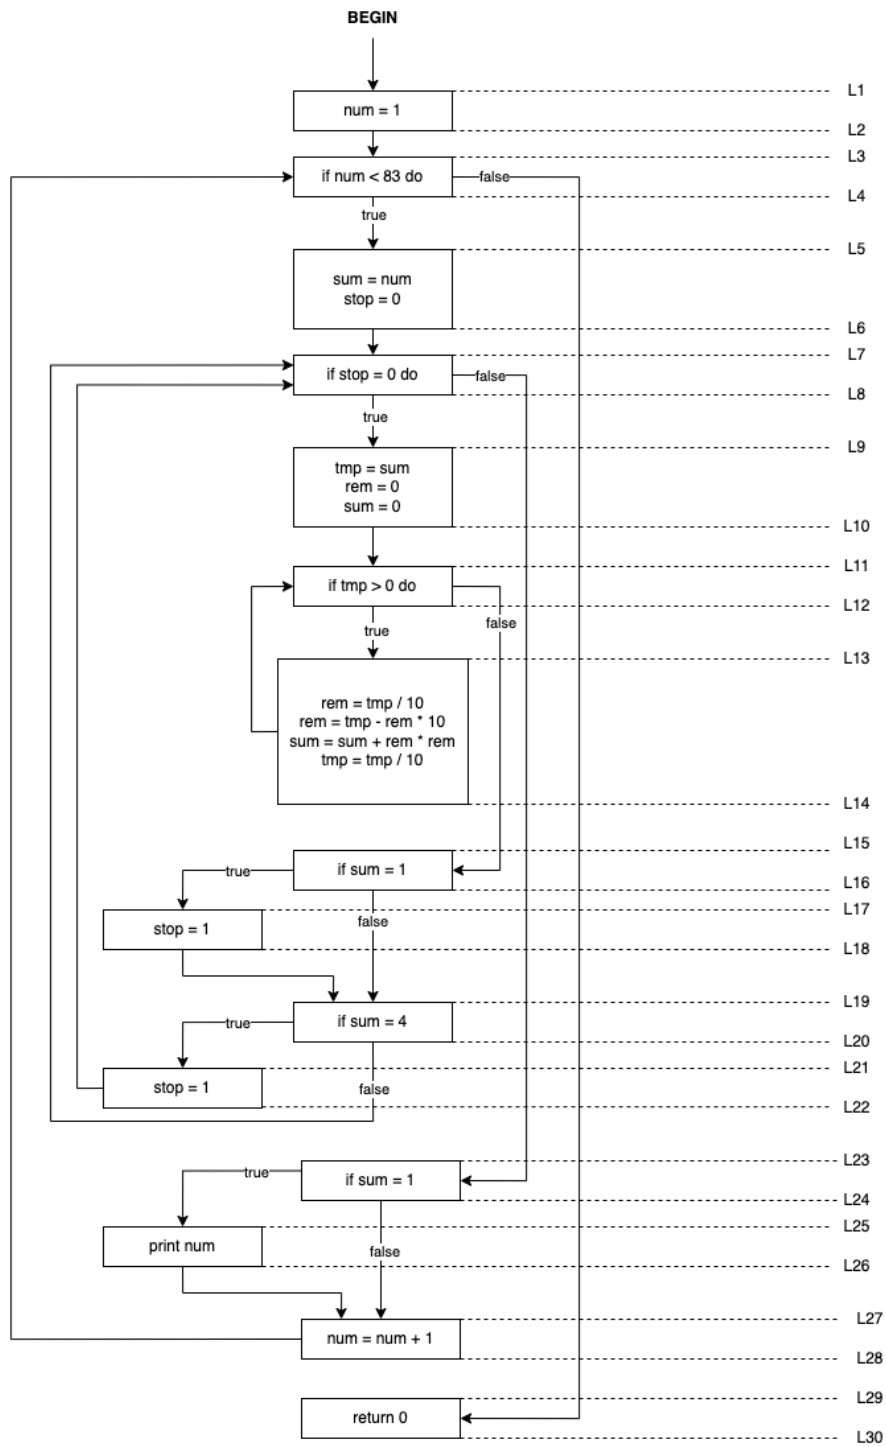 BEGIN
L1
num = 1
L2
L3
if num < 83 do
false
L4
true
L5
sum = num
stop = 0
L6
L7
if stop = 0 do
false
L8
true
L9
tmp = sum
rem = 0
sum = 0
L10
L11
if tmp > 0 do
L12
false
true
L13
rem = tmp / 10
rem = tmp - rem * 10
sum = sum + rem * rem
tmp = tmp / 10
L14
L15
true
if sum = 1
L16
L17
false
stop = 1
L18
L19
true
if sum = 4
L20
L21
stop = 1
false
L22
L23
true
if sum = 1
L24
L25
print num
false
L26
L27
num = num + 1
L28
L29
return 0
L30